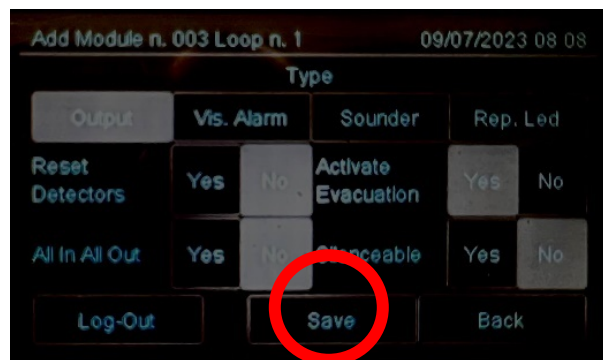 Add Module n. 003 Loop n. 1 09/07/2023 08 08
Type
Output Vis. Alarm Sounder Rep. Led
Reset Detectors Yes No Activate Evacuation Yes No
All In All Out Yes No Silenceable Yes No
Log-Out Save Back